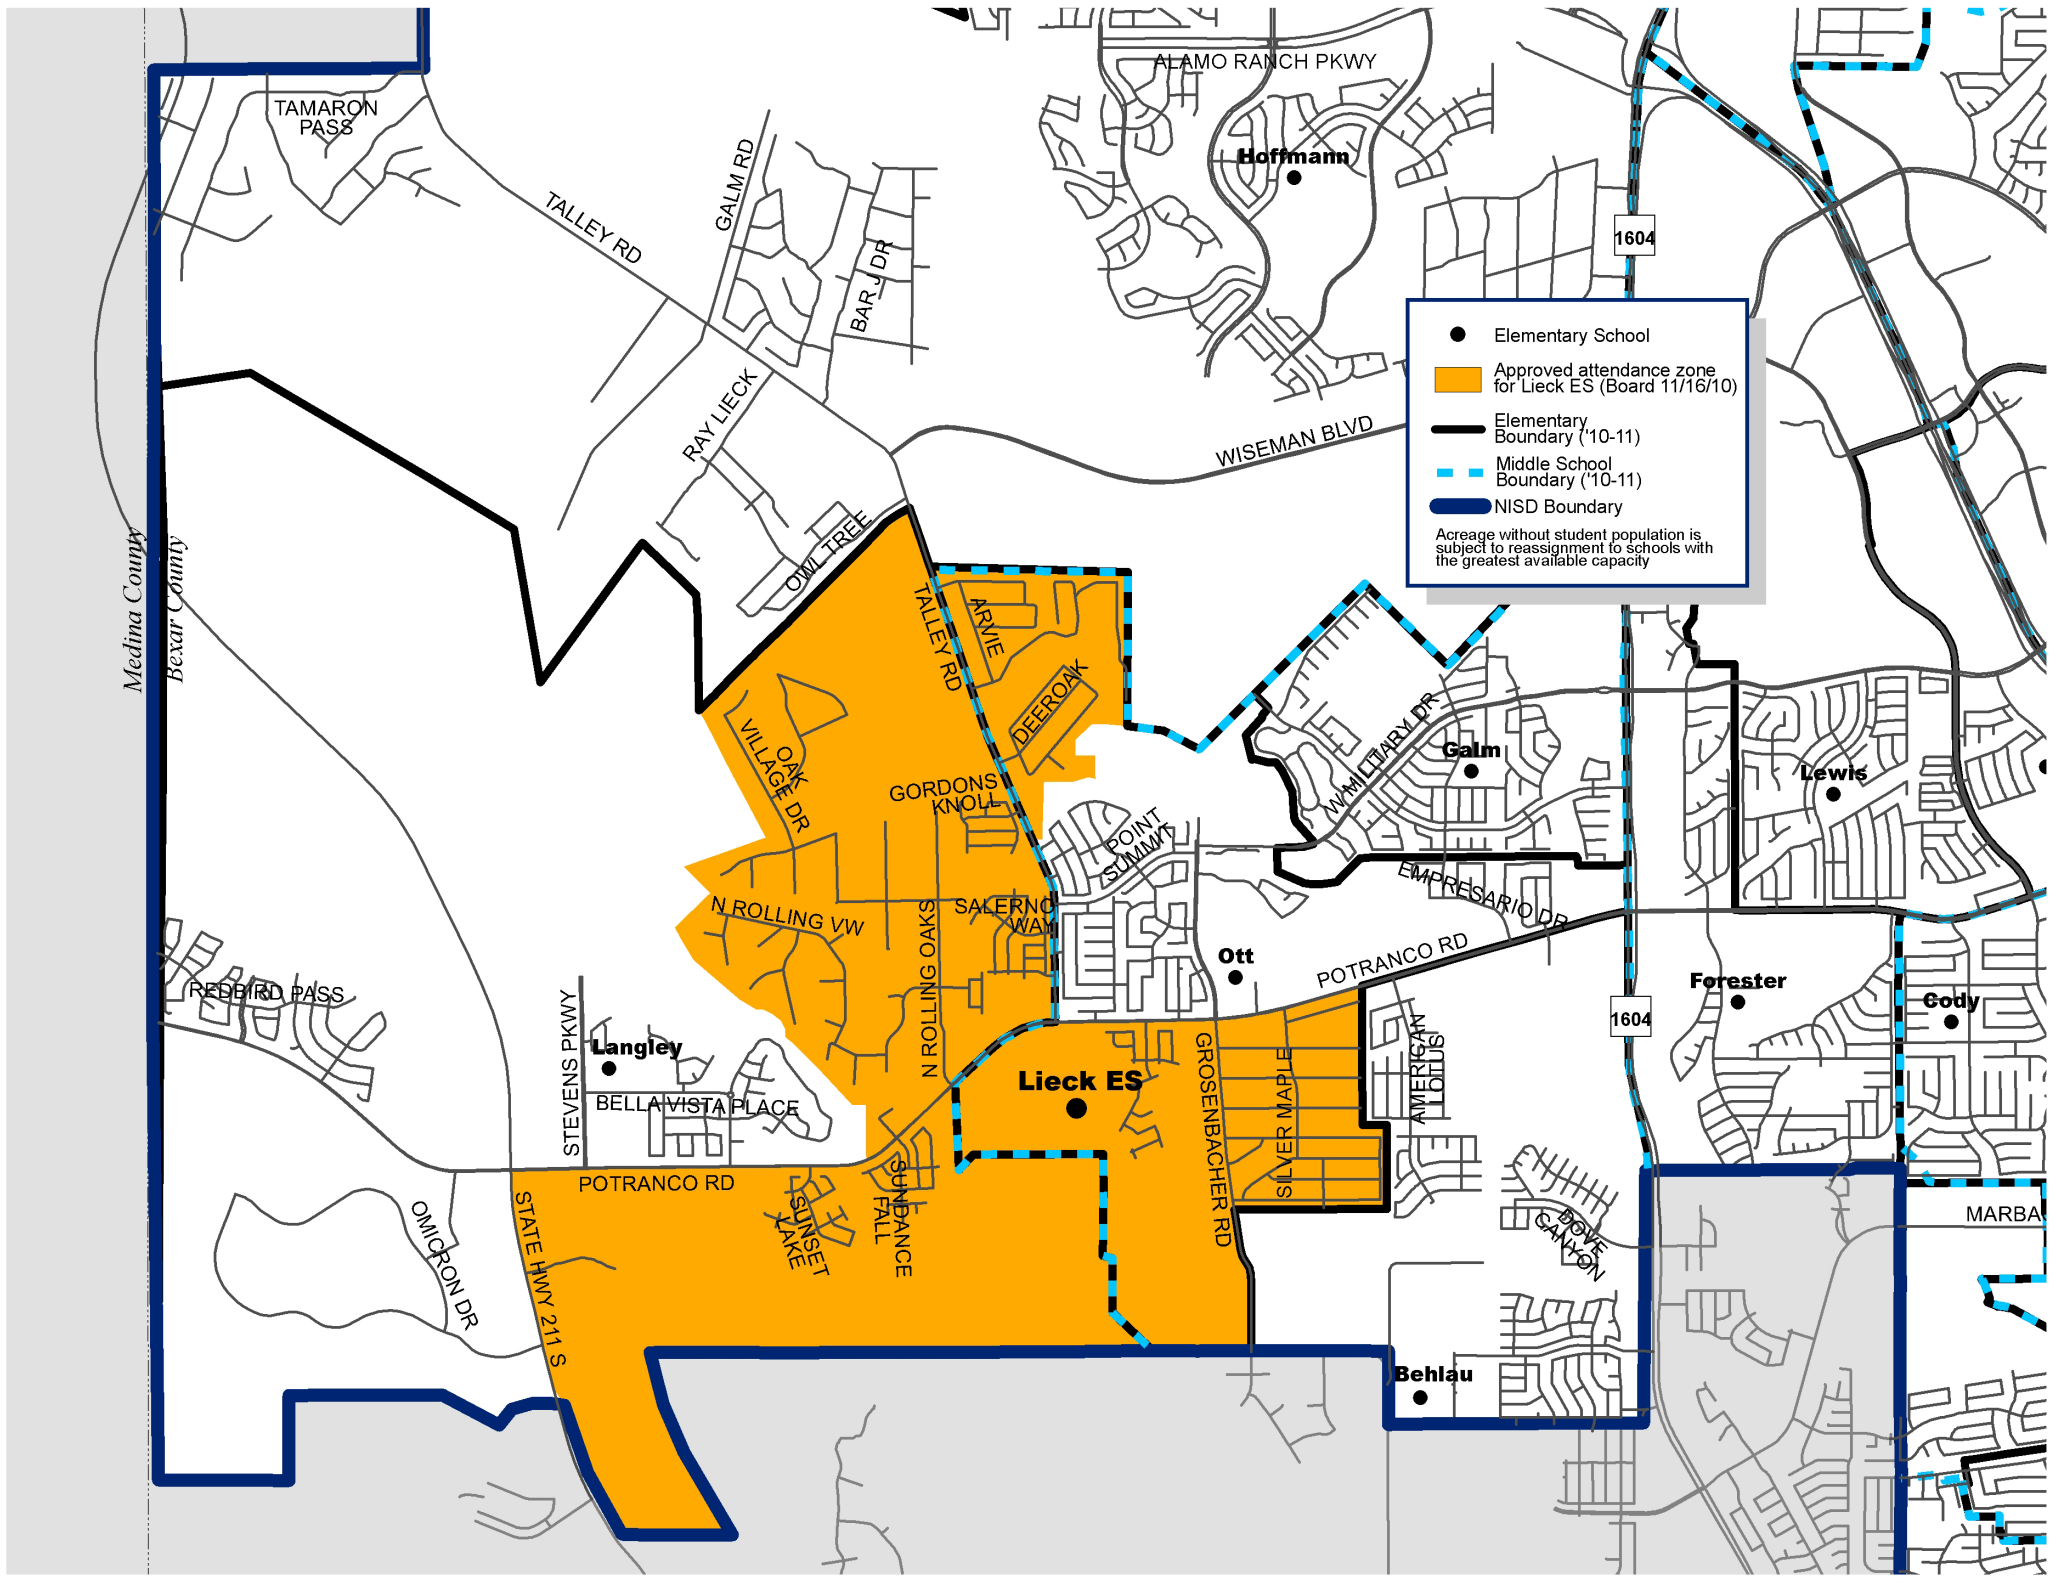 ALAMO RANCH PKWY
TAMARON
PASS
Hoffmann
GALM RD
TALLEY RD
BAR J DR
1604
Elementary School
Approved attendance zone
for Lieck ES (Board 11/16/10)
Elementary
Boundary ('10-11)
Middle School
Boundary ('10-11)
NISD Boundary
Acreage without student population is
subject to reassignment to schools with
the greatest available capacity
RAY LIECK
WISEMAN BLVD
OWL TREE
Medina County
Bexar County
TALLEY RD
ARVIE
DEEROAK
OAK
VILLAGE DR
W MILITARY DR
Galm
Lewis
GORDONS
KNOLL
POINT
SUMMIT
EMPRESARIO DR
N ROLLING VW
N ROLLING OAKS
SALERNO
WAY
Ott
POTRANCO RD
Forester
Cody
REDBIRD PASS
STEVENS PKWY
Langley
BELLA VISTA PLACE
Lieck ES
GROSENBACHER RD
SILVER MAPLE
AMERICAN
LOTUS
1604
POTRANCO RD
SUNSET
LAKE
SUNDANCE
FALL
OMICRON DR
STATE HWY 211 S
DOVE
CANYON
MARBA
Behlau